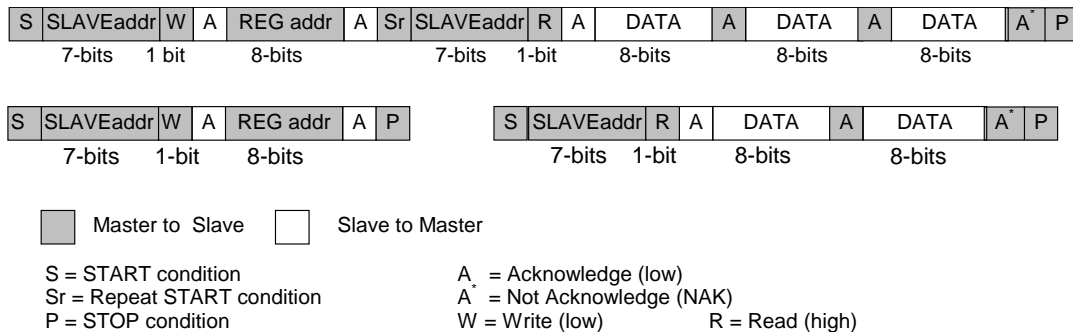 S SLAVEaddr W A REG addr A Sr SLAVEaddr R A DATA A DATA A DATA A* P
7-bits 1 bit 8-bits 7-bits 1-bit 8-bits 8-bits 8-bits
S SLAVEaddr W A REG addr A P S SLAVEaddr R A DATA A DATA A* P
7-bits 1-bit 8-bits 7-bits 1-bit 8-bits 8-bits
Master to Slave Slave to Master
S = START condition A = Acknowledge (low)
Sr = Repeat START condition A* = Not Acknowledge (NAK)
P = STOP condition W = Write (low) R = Read (high)